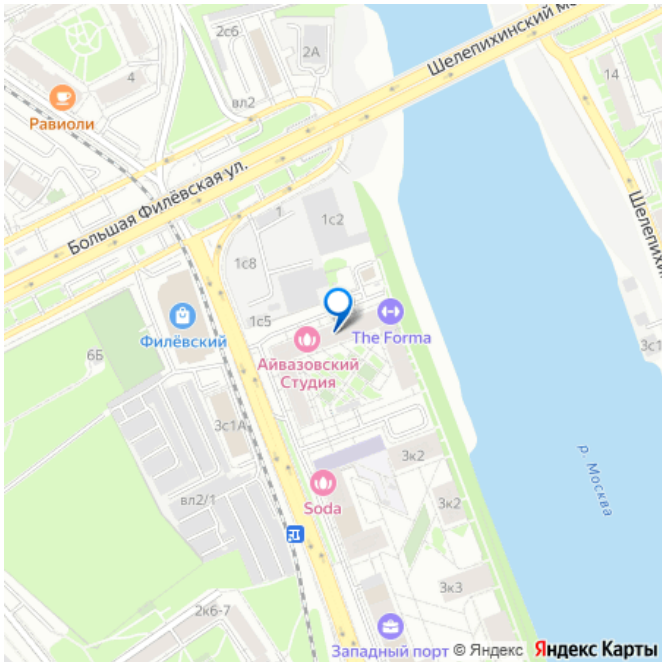 2с6
2А
Шелепихинский мо
4
вл2
14
Равиоли
Большая Филёвская ул.
1
1с2
Шелепихин
1с8
1с5
Филёвский
The Forma
3с1
6Б
Айвазовский
Студия
3с1А
3к2
р. Москва
вл2/1
Soda
3к2
3к3
2к6-7
Западный порт
© Яндекс
Яндекс Карты